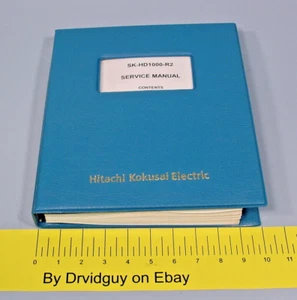 SK-HD1000-R2
SERVICE MANUAL
CONTENTS
Hitachi Kokusai Electric
1 2 3 4 5 6 7 8 9 10 11
By Drvidguy on Ebay